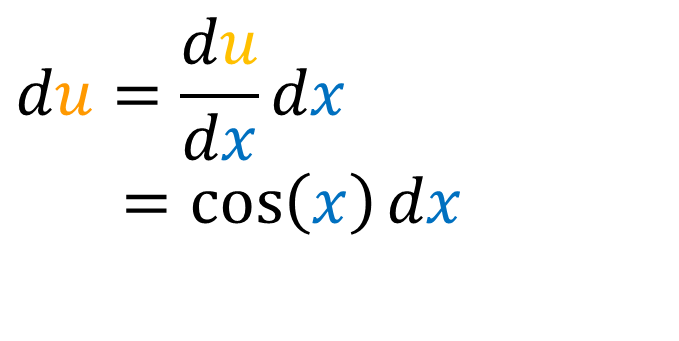 du = du/dx dx
= cos(x) dx